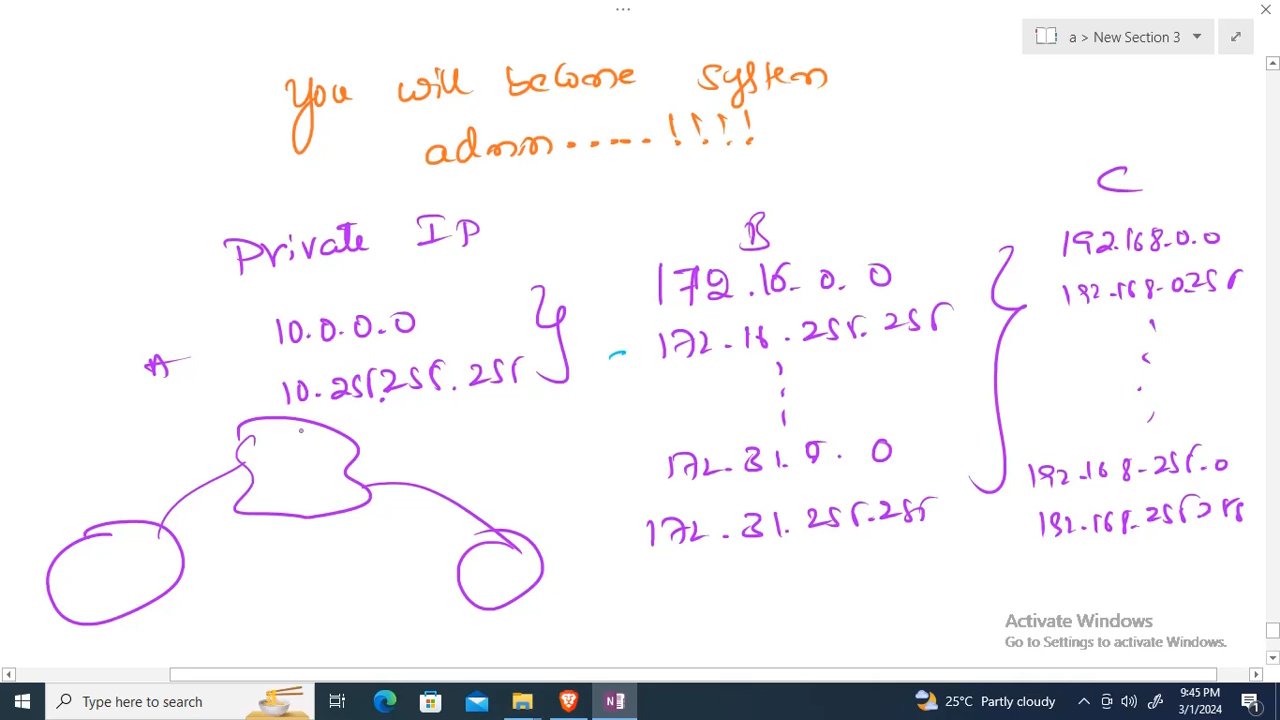 a > New Section 3
You will become system
admin.....!!!!
Private IP
A
10.0.0.0
10.255.255.255
B
172.16.0.0
172.16.255.255
172.31.0.0
172.31.255.255
C
192.168.0.0
192.168.0.255
192.168.255.0
192.168.255.255
Activate Windows
Go to Settings to activate Windows.
Type here to search
25°C Partly cloudy
9:45 PM
3/1/2024
1